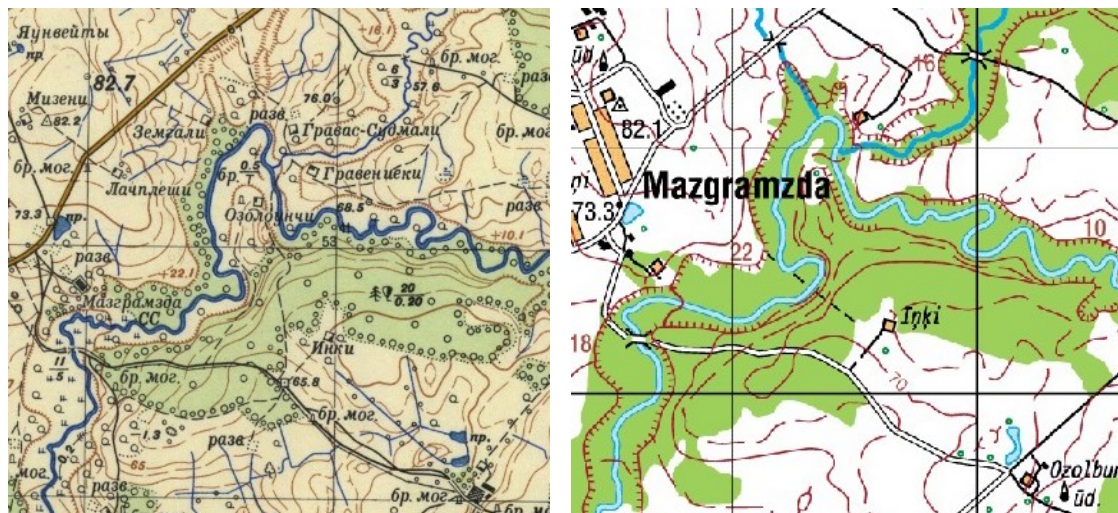 Яунвейты
пр.
82.7
+16.1
6
3
57.6
бр. мог.
разв.
Мизени
82.2
76.0
разв.
Земгали
Гравас-Судмали
бр. мог.
Лачплеши
бр. 0.5
Гравениеки
разв.
Озолдинчи
68.5
53
+10.1
73.3
пр.
разв.
+22.1
Мазграмзда
СС
20
0.20
11
5
Инки
бр. мог.
65.8
бр. мог.
-1.3
разв.
пр.
65
0.2
мог.
разв.
бр. мог.
ūd.
16
82.1
Mazgramzda
73.3
10
22
Iņķi
18
70
Ozolbun
ūd.